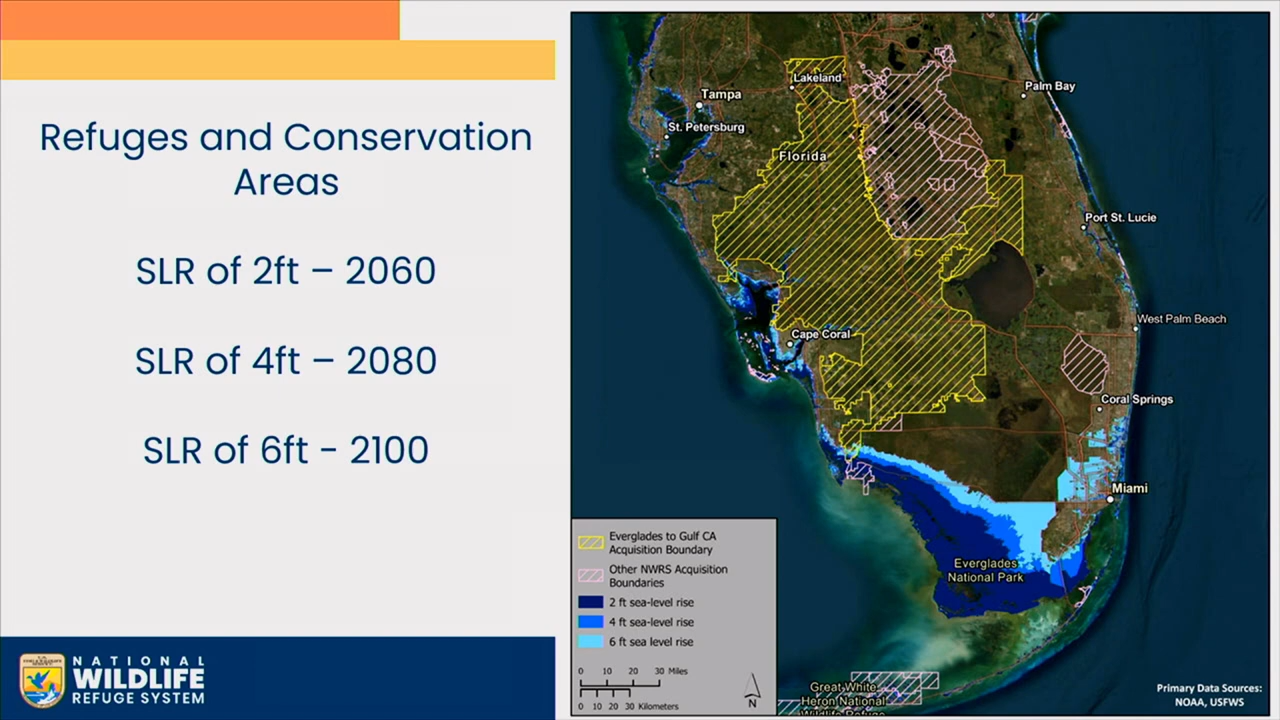 Refuges and Conservation
Areas
SLR of 2ft – 2060
SLR of 4ft – 2080
SLR of 6ft - 2100
NATIONAL
WILDLIFE
REFUGE SYSTEM
Lakeland
Tampa
Palm Bay
St. Petersburg
Florida
Port St. Lucie
West Palm Beach
Cape Coral
Coral Springs
Miami
Everglades
National Park
Great White
Heron National
Wildlife Refuge
Everglades to Gulf CA
Acquisition Boundary
Other NWRS Acquisition
Boundaries
2 ft sea-level rise
4 ft sea-level rise
6 ft sea level rise
0 10 20 30 Miles
0 10 20 30 Kilometers
N
Primary Data Sources:
NOAA, USFWS